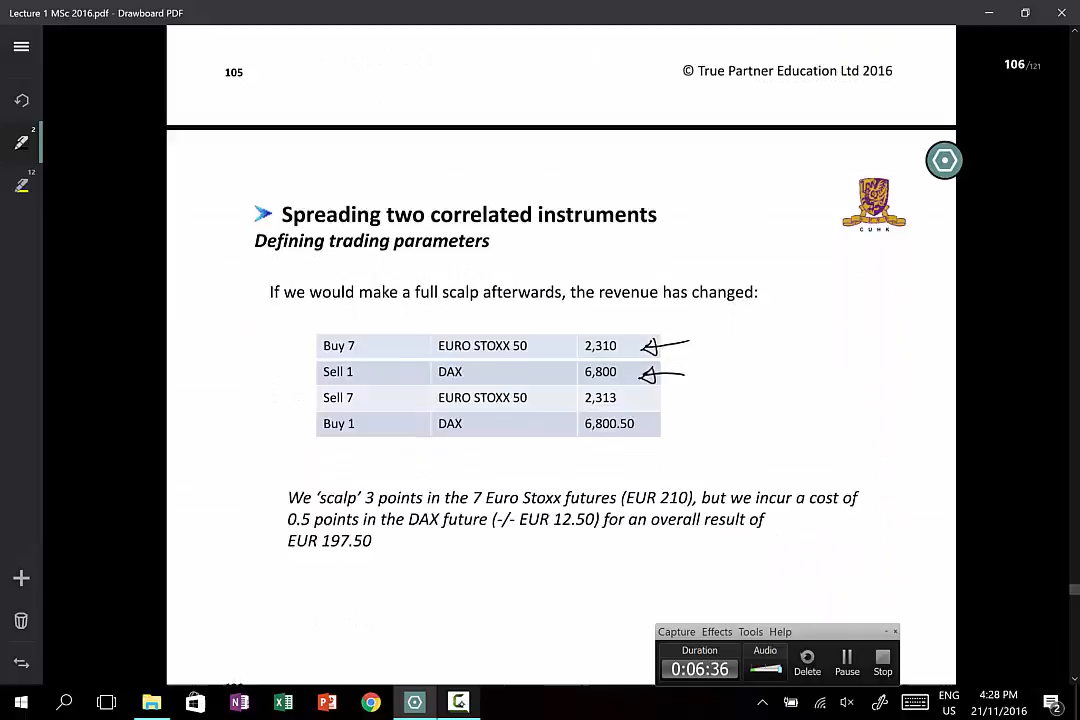 Lecture 1 MSc 2016.pdf - Drawboard PDF
105
© True Partner Education Ltd 2016
106/121
2
12
Spreading two correlated instruments
CUHK
Defining trading parameters
If we would make a full scalp afterwards, the revenue has changed:
Buy 7 EURO STOXX 50 2,310
Sell 1 DAX 6,800
Sell 7 EURO STOXX 50 2,313
Buy 1 DAX 6,800.50
We ‘scalp’ 3 points in the 7 Euro Stoxx futures (EUR 210), but we incur a cost of
0.5 points in the DAX future (-/- EUR 12.50) for an overall result of
EUR 197.50
Capture Effects Tools Help
Duration Audio
0:06:36 Delete Pause Stop
ENG 4:28 PM
US 21/11/2016 2